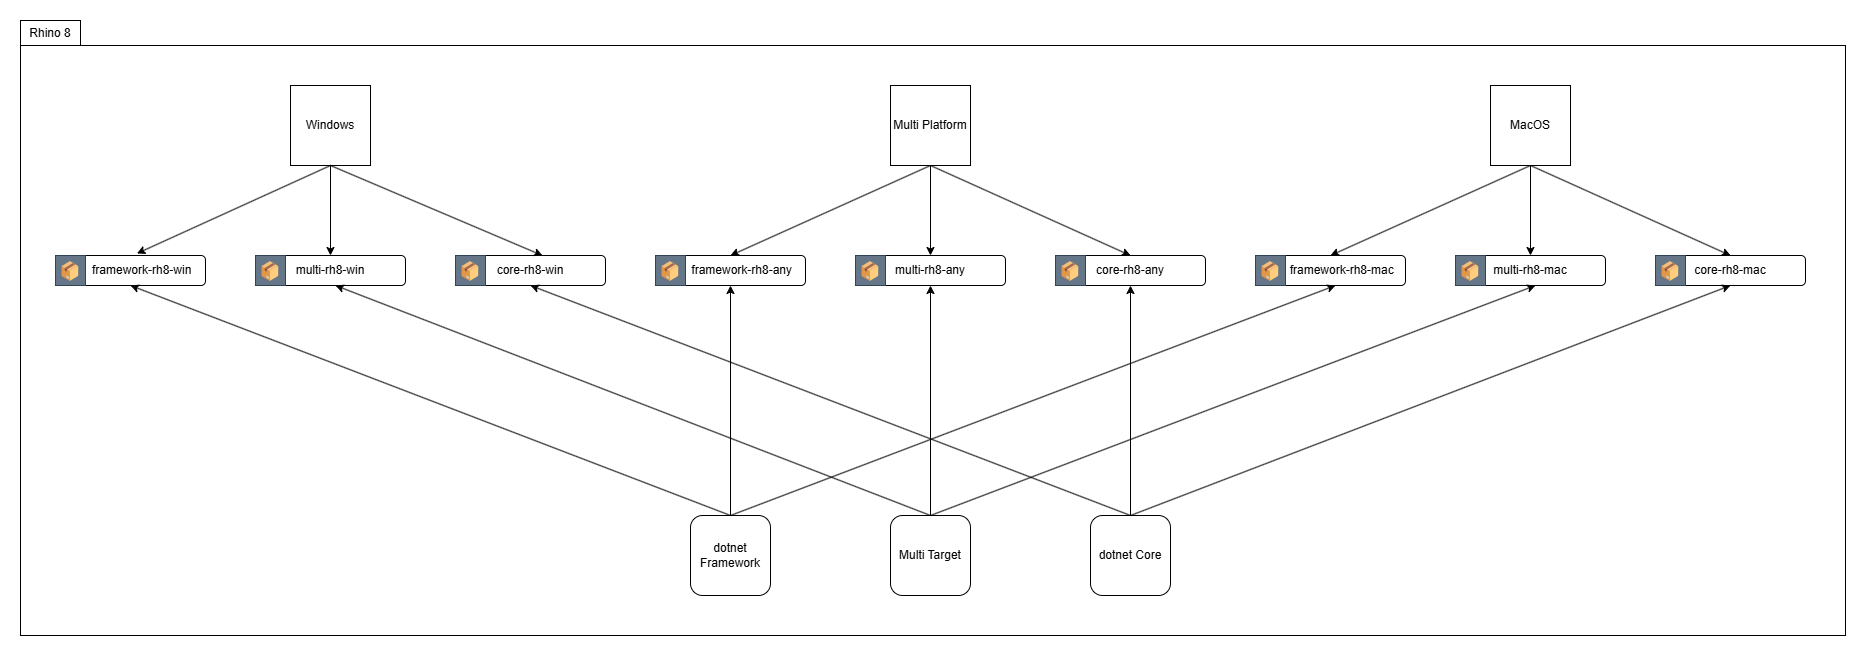 Rhino 8
Windows
Multi Platform
MacOS
framework-rh8-win
multi-rh8-win
core-rh8-win
framework-rh8-any
multi-rh8-any
core-rh8-any
framework-rh8-mac
multi-rh8-mac
core-rh8-mac
dotnet
Framework
Multi Target
dotnet Core